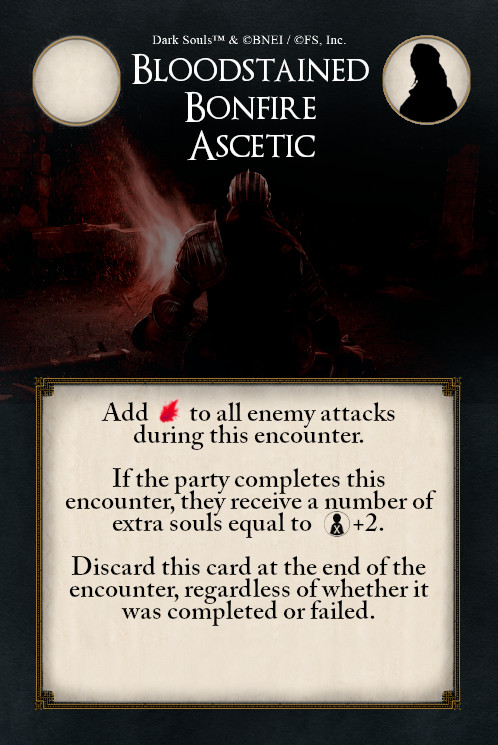 Dark Souls™ & ©BNEI / ©FS, Inc.
Bloodstained
Bonfire
Ascetic
Add to all enemy attacks
during this encounter.
If the party completes this
encounter, they receive a number of
extra souls equal to X+2.
Discard this card at the end of the
encounter, regardless of whether it
was completed or failed.